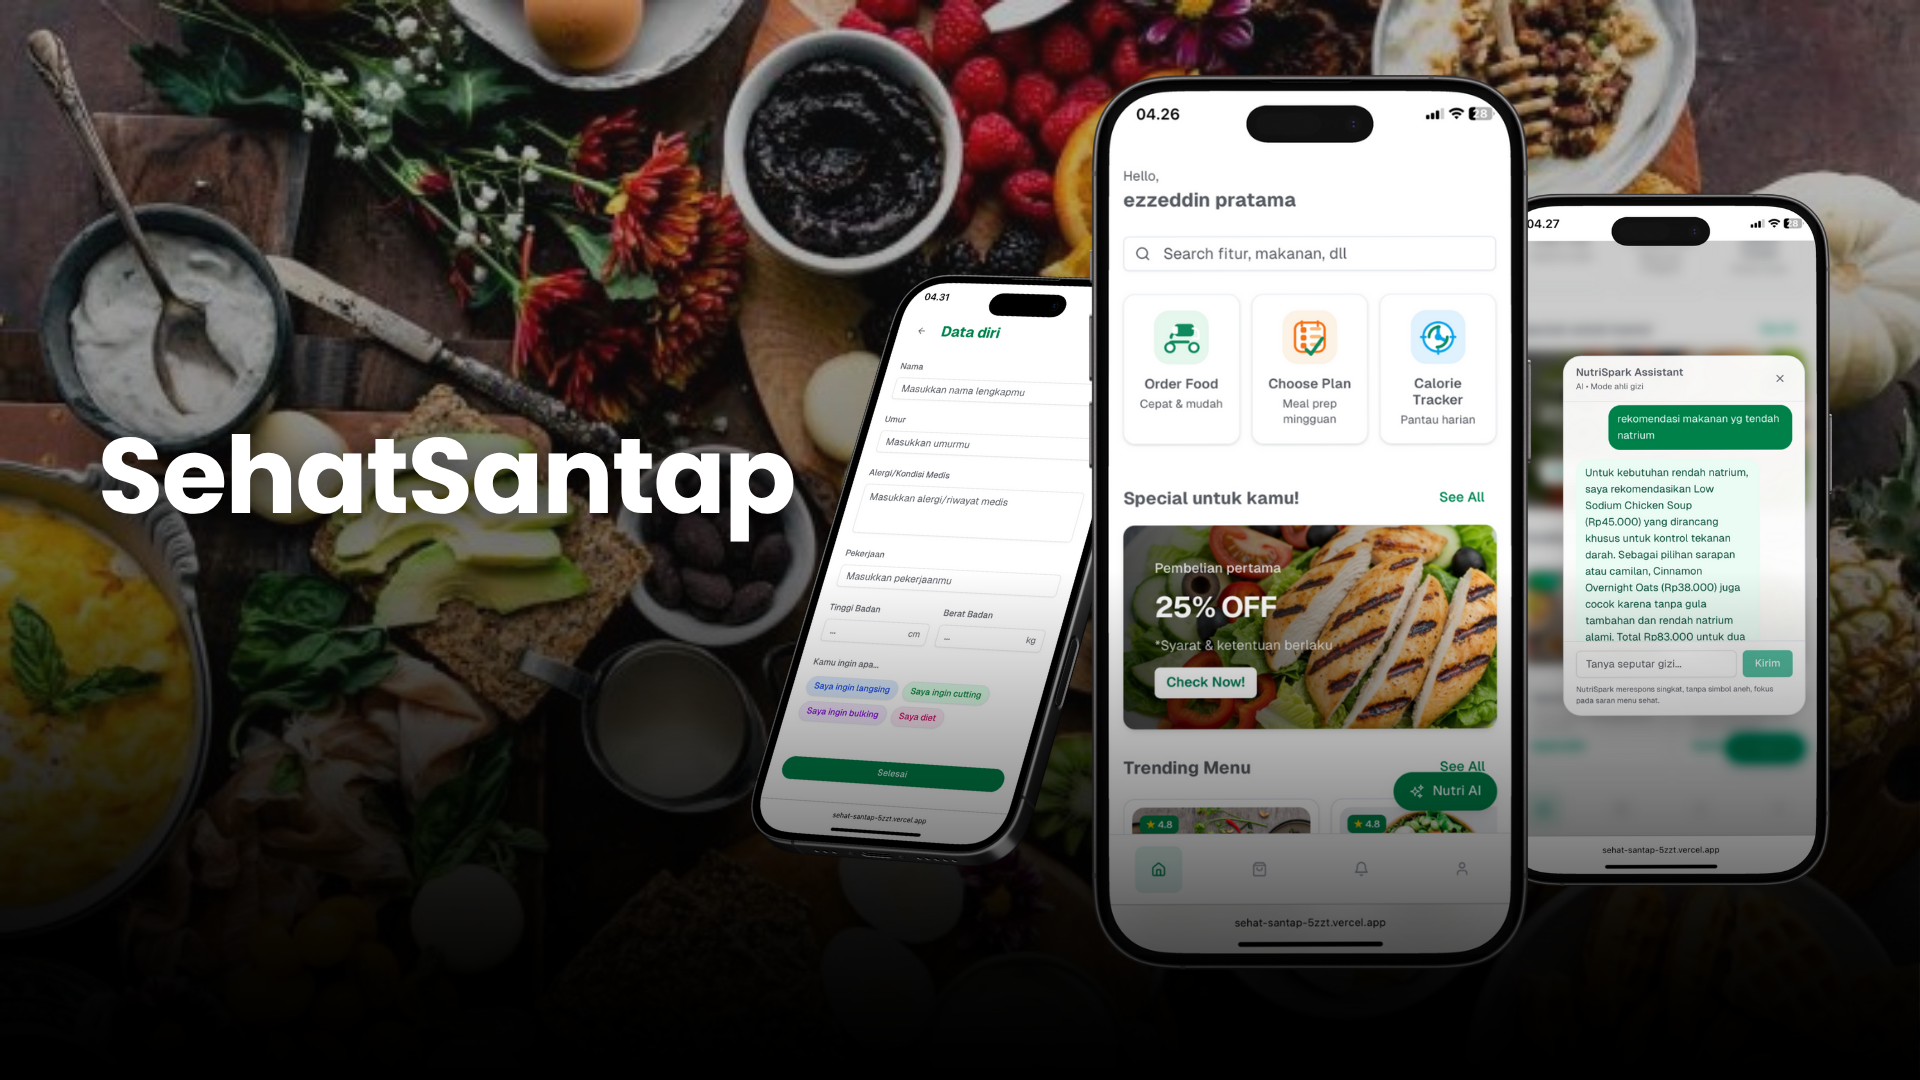 SehatSantap
04.31
Data diri
Nama
Masukkan nama lengkapmu
Umur
Masukkan umurmu
Alergi/Kondisi Medis
Masukkan alergi/riwayat medis
Pekerjaan
Masukkan pekerjaanmu
Tinggi Badan
Berat Badan
... cm
... kg
Kamu ingin apa...
Saya ingin langsing
Saya ingin cutting
Saya ingin bulking
Saya diet
Selesai
sehat-santap-5zzt.vercel.app
04.26
28
Hello,
ezzeddin pratama
Search fitur, makanan, dll
Order Food
Cepat & mudah
Choose Plan
Meal prep
mingguan
Calorie
Tracker
Pantau harian
Special untuk kamu!
See All
Pembelian pertama
25% OFF
*Syarat & ketentuan berlaku
Check Now!
Trending Menu
See All
Nutri AI
4.8
4.8
sehat-santap-5zzt.vercel.app
04.27
28
NutriSpark Assistant
AI • Mode ahli gizi
rekomendasi makanan yg tendah
natrium
Untuk kebutuhan rendah natrium,
saya rekomendasikan Low
Sodium Chicken Soup
(Rp45.000) yang dirancang
khusus untuk kontrol tekanan
darah. Sebagai pilihan sarapan
atau camilan, Cinnamon
Overnight Oats (Rp38.000) juga
cocok karena tanpa gula
tambahan dan rendah natrium
alami. Total Rp83.000 untuk dua
Tanya seputar gizi...
Kirim
NutriSpark merespons singkat, tanpa simbol aneh, fokus
pada saran menu sehat.
sehat-santap-5zzt.vercel.app